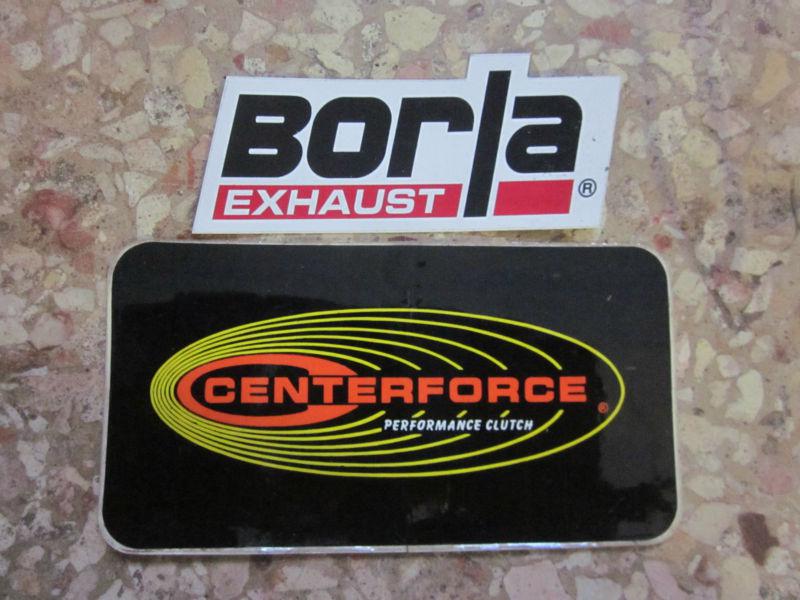 Borla
EXHAUST ®
CENTERFORCE ®
PERFORMANCE CLUTCH